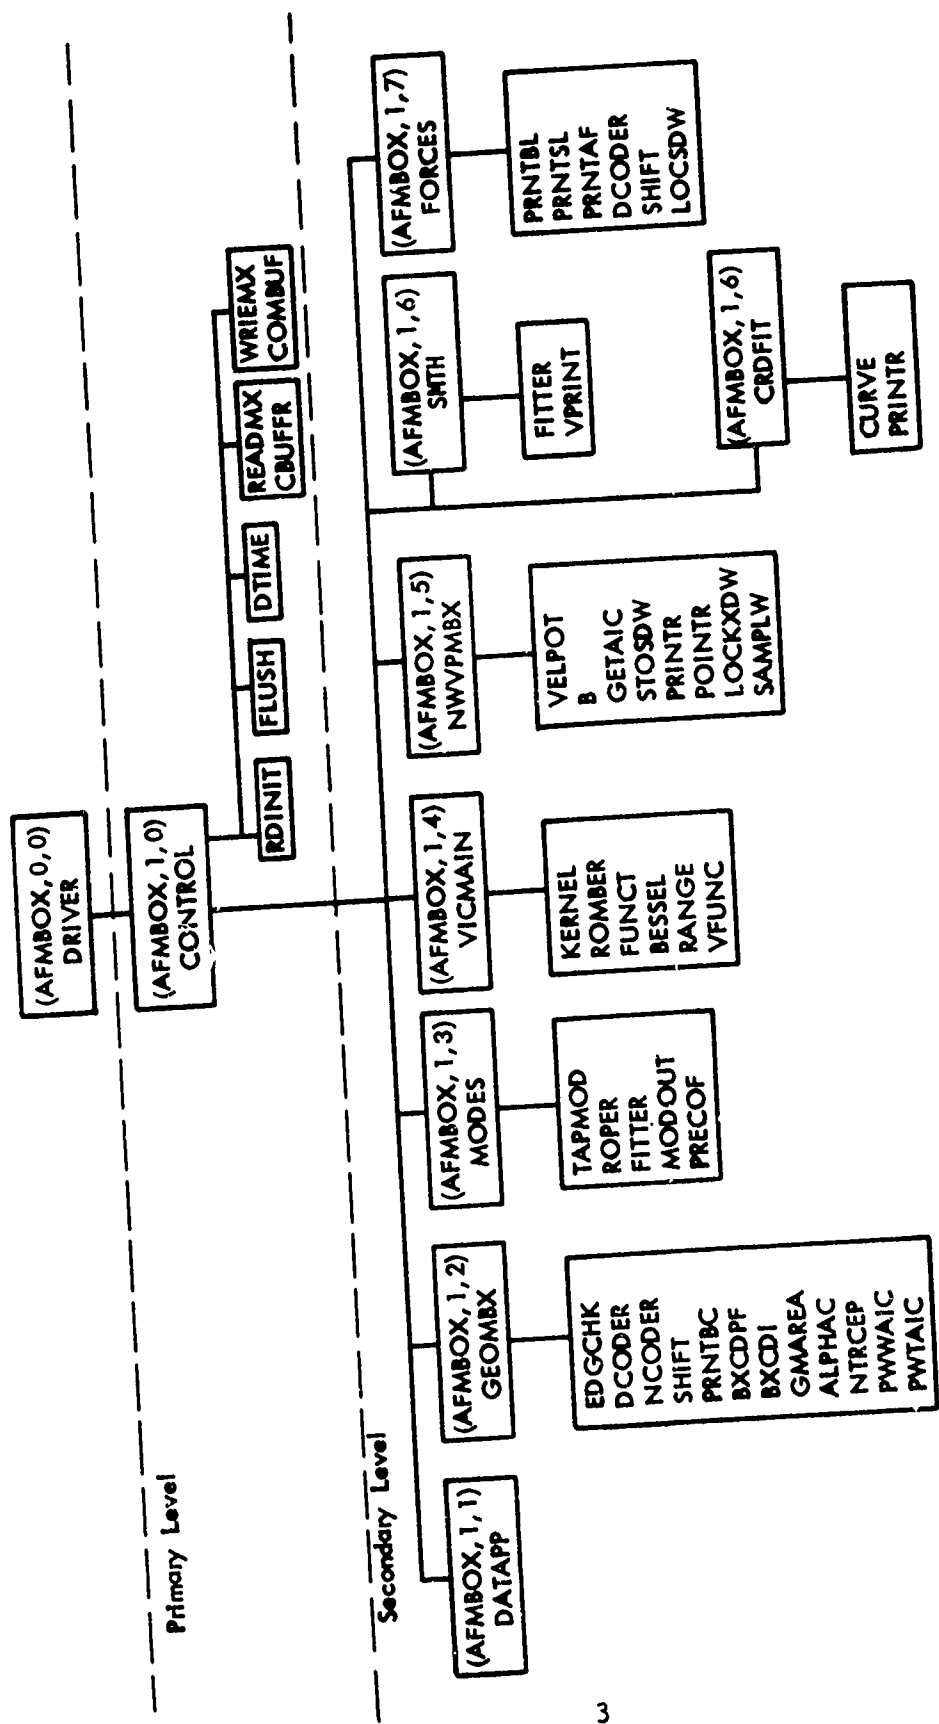 (AFMBOX, 0, 0)
DRIVER
Primary Level
(AFMBOX, 1, 0)
CONTROL
RDINIT
FLUSH
DTIME
READMX
CBUFFR
WRIEMX
COMBUF
Secondary Level
(AFMBOX, 1, 1)
DATAPP
(AFMBOX, 1, 2)
GEOMBX
EDGCHK
DCODER
NCODER
SHIFT
PRNTBC
BXCDPF
BXCDI
GMAREA
ALPHAC
NTRCEP
PWWAIC
PWTAIC
(AFMBOX, 1, 3)
MODES
TAPMOD
ROPER
FITTER
MODOUT
PRECOF
(AFMBOX, 1, 4)
VICMAIN
KERNEL
ROMBER
FUNCT
BESSEL
RANGE
VFUNC
(AFMBOX, 1, 5)
NWVPMBX
VELPOT
B
GETAIC
STOSDW
PRINTR
POINTR
LOCKXDW
SAMPLW
(AFMBOX, 1, 6)
SMTH
FITTER
VPRINT
(AFMBOX, 1, 6)
CRDFIT
CURVE
PRINTR
(AFMBOX, 1, 7)
FORCES
PRNTBL
PRNTSL
PRNTAF
DCODER
SHIFT
LOCSDW
3